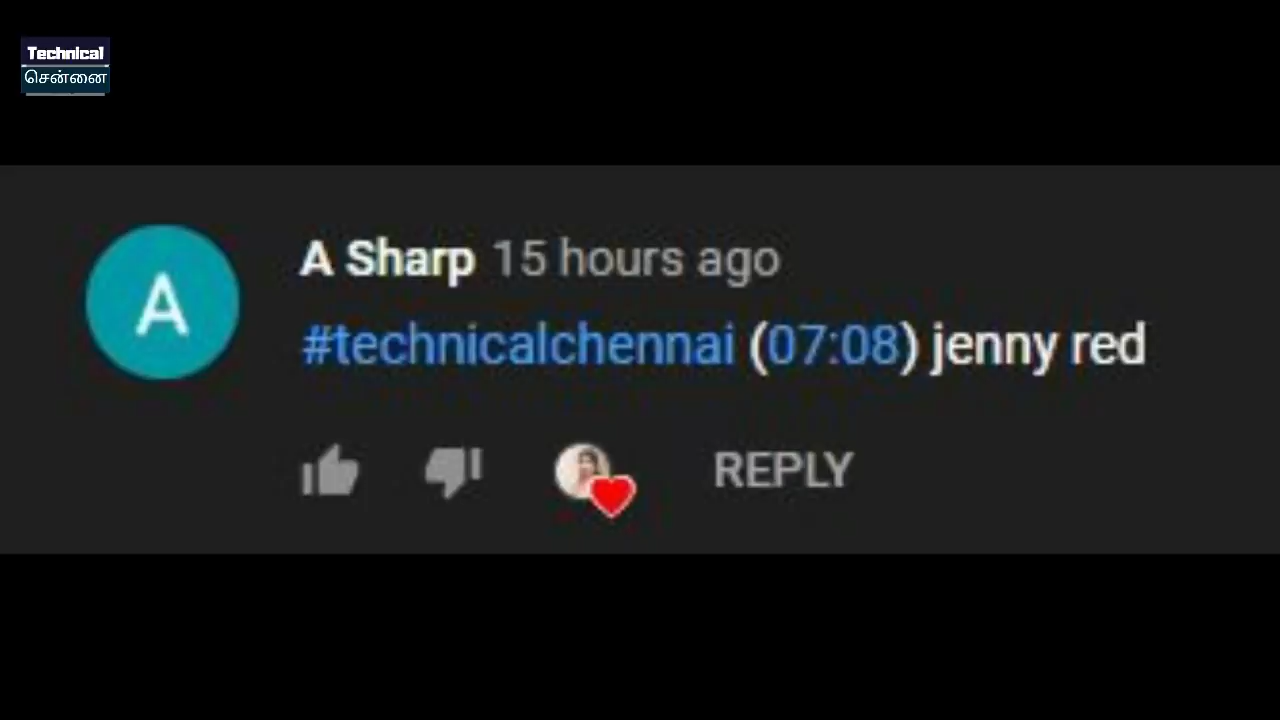 Technical
சென்னை
A
A Sharp 15 hours ago
#technicalchennai (07:08) jenny red
REPLY